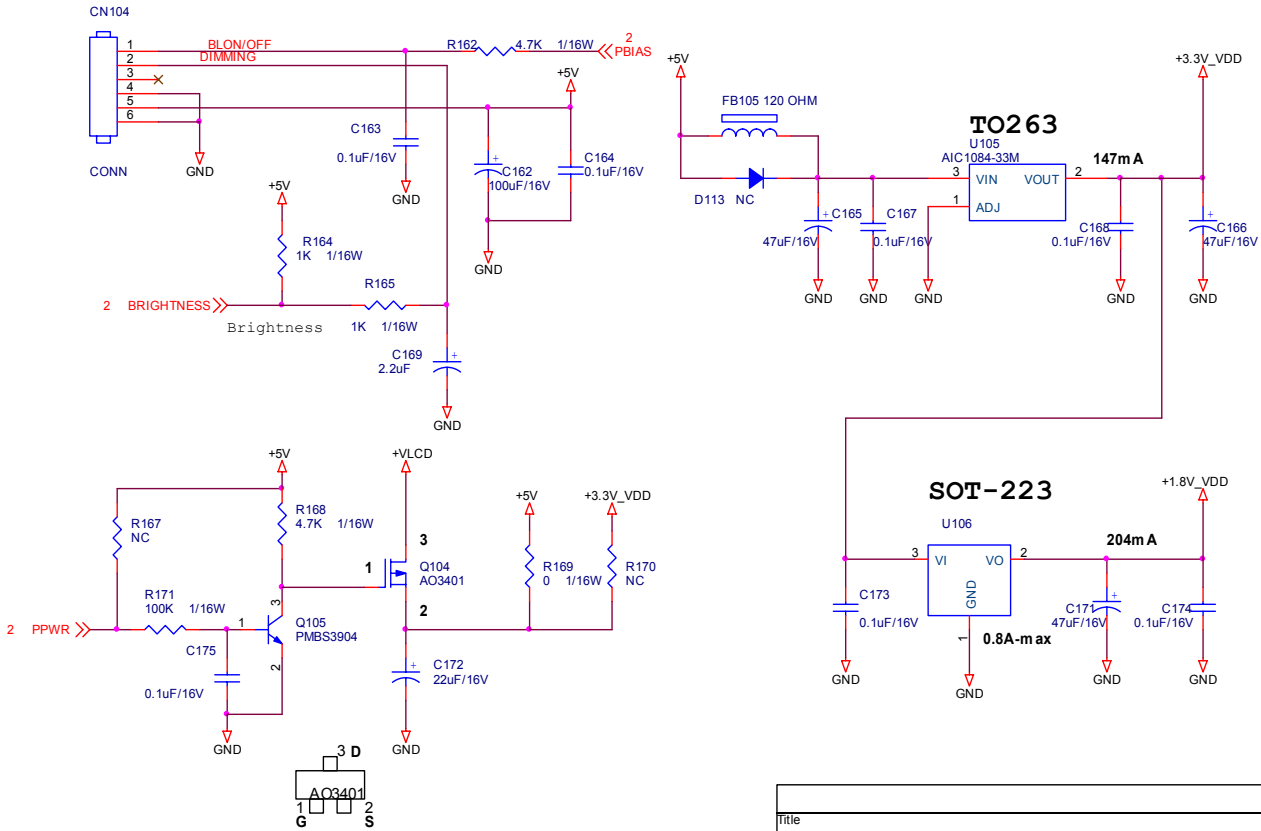 CN104
1
2
3
4
5
6
CONN
BLON/OFF
DIMMING
R162
4.7K 1/16W
2
PBIAS
+5V
C163
0.1uF/16V
GND
GND
C162
100uF/16V
C164
0.1uF/16V
GND
+5V
R164
1K 1/16W
2 BRIGHTNESS
Brightness
R165
1K 1/16W
C169
2.2uF
GND
+5V
FB105 120 OHM
D113 NC
TO263
U105
AIC1084-33M
3
VIN
VOUT
2
1
ADJ
147mA
+3.3V_VDD
C165
47uF/16V
C167
0.1uF/16V
C168
0.1uF/16V
C166
47uF/16V
GND
GND
GND
GND
GND
+5V
R167
NC
R168
4.7K 1/16W
R171
100K 1/16W
2 PPWR
C175
0.1uF/16V
1
3
2
Q105
PMBS3904
GND
+VLCD
3
1
Q104
AO3401
2
C172
22uF/16V
GND
+5V
R169
0 1/16W
+3.3V_VDD
R170
NC
3 D
AO3401
1
2
G
S
SOT-223
U106
3
VI
VO
2
GND
1
0.8A-max
204mA
+1.8V_VDD
C173
0.1uF/16V
C171
47uF/16V
C174
0.1uF/16V
GND
GND
GND
GND
Title